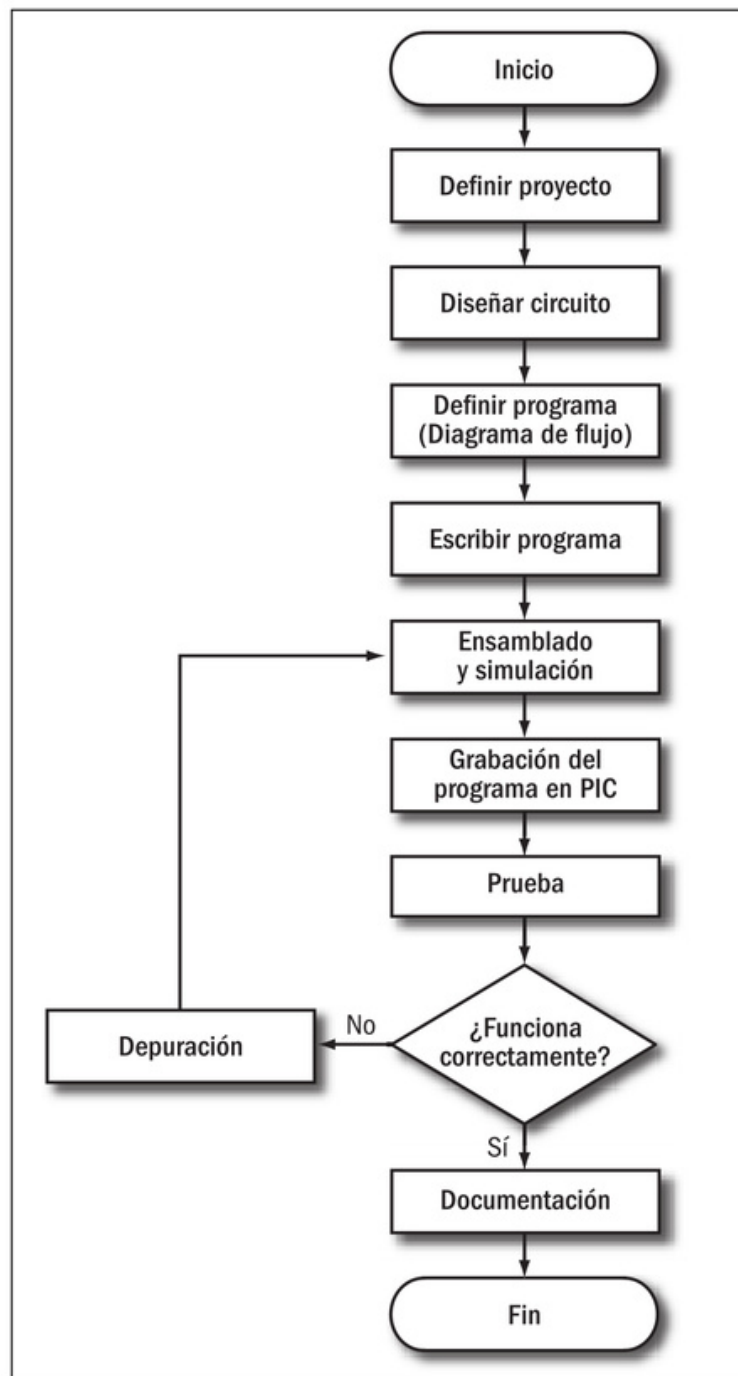 Inicio
Definir proyecto
Diseñar circuito
Definir programa
(Diagrama de flujo)
Escribir programa
Ensamblado
y simulación
Grabación del
programa en PIC
Prueba
¿Funciona
correctamente?
No
Depuración
Sí
Documentación
Fin